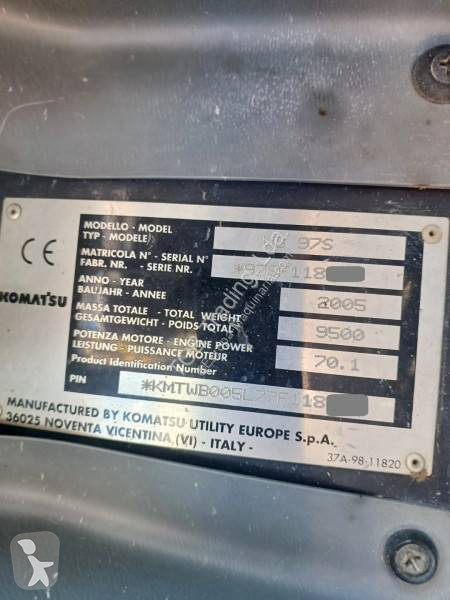 CE
KOMATSU
MODELLO - MODEL
TYP - MODELE
97S
MATRICOLA N° - SERIAL N°
FABR. NR. - SERIE NR.
ANNO - YEAR
BAUJAHR - ANNEE
2005
MASSA TOTALE - TOTAL WEIGHT
GESAMTGEWICHT - POIDS TOTAL
9500
POTENZA MOTORE - ENGINE POWER
LEISTUNG - PUISSANCE MOTEUR
70.1
Product Identification Number
PIN
MANUFACTURED BY KOMATSU UTILITY EUROPE S.p.A.
36025 NOVENTA VICENTINA (VI) - ITALY -
37A-98-11820